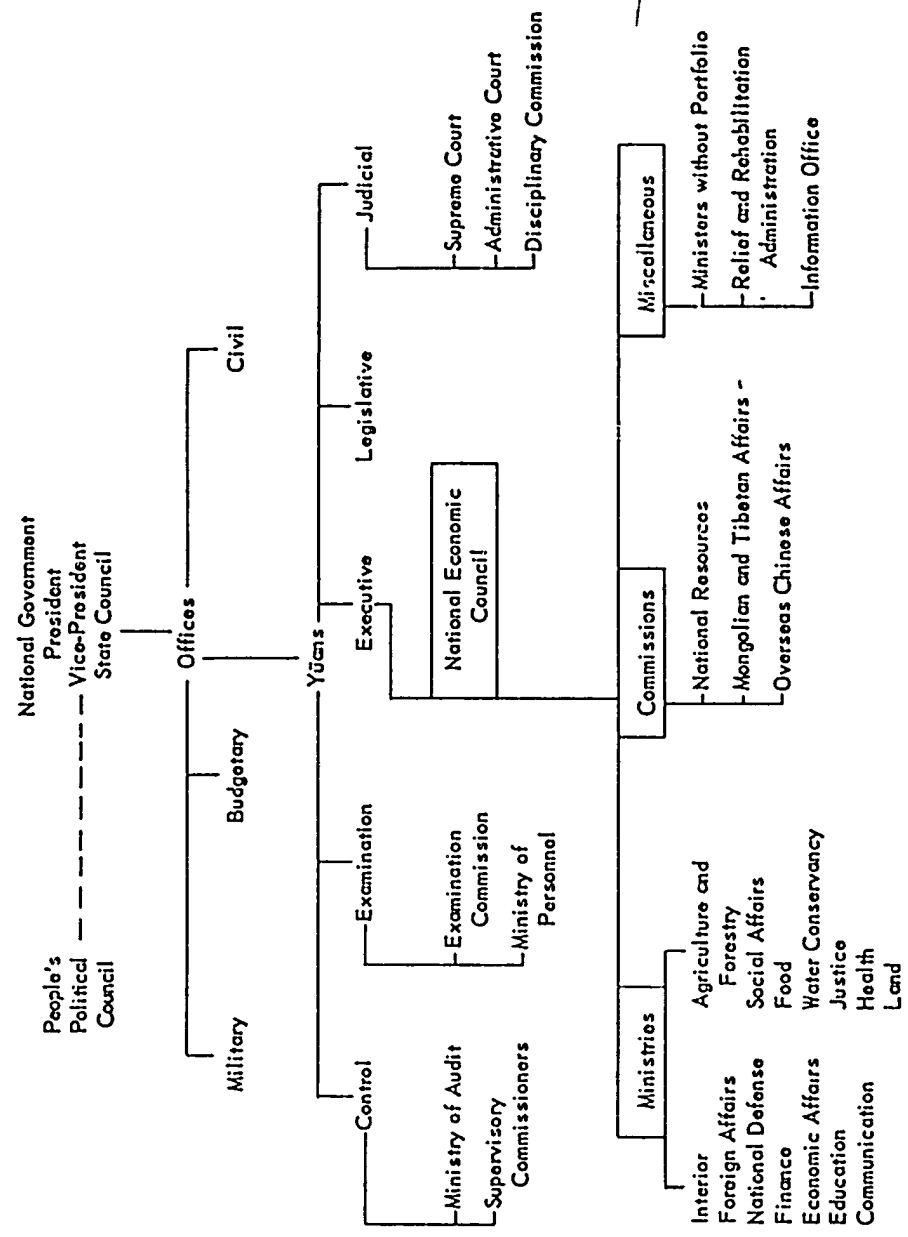 National Government
President
Vice-President
State Council
People's
Political
Council
Offices
Military
Budgetary
Civil
Yüans
Control
Ministry of Audit
Supervisory
Commissioners
Examination
Examination
Commission
Ministry of
Personnel
Executive
National Economic
Council
Legislative
Judicial
Supreme Court
Administrative Court
Disciplinary Commission
Ministries
Interior
Foreign Affairs
National Defense
Finance
Economic Affairs
Education
Communication
Agriculture and
Forestry
Social Affairs
Food
Water Conservancy
Justice
Health
Land
Commissions
National Resources
Mongolian and Tibetan Affairs
Overseas Chinese Affairs
Miscellaneous
Ministers without Portfolio
Relief and Rehabilitation
Administration
Information Office